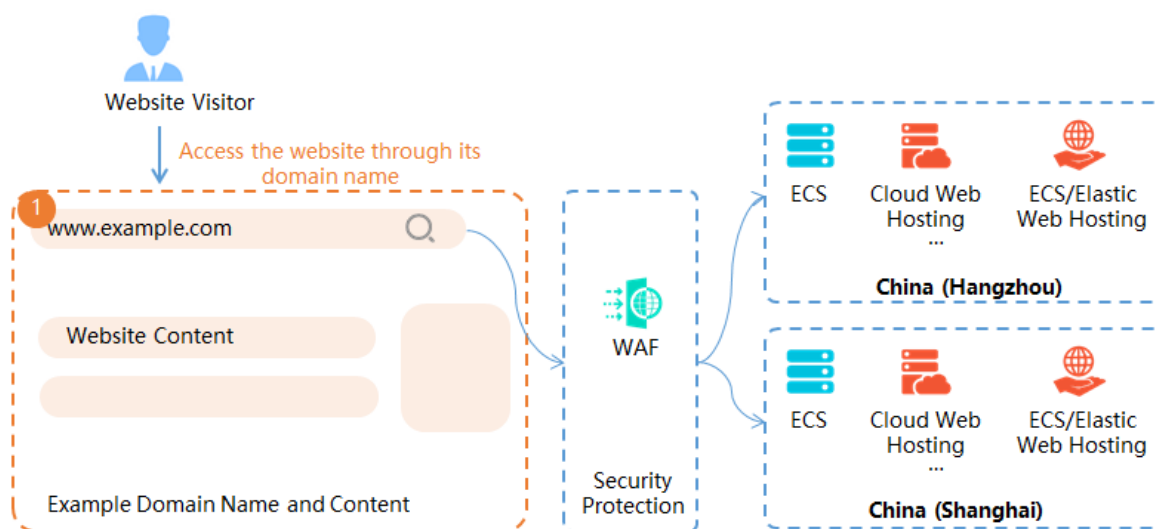 Website Visitor
Access the website through its
domain name
1
www.example.com
Website Content
Example Domain Name and Content
WAF
Security
Protection
ECS
Cloud Web
Hosting
...
ECS/Elastic
Web Hosting
China (Hangzhou)
ECS
Cloud Web
Hosting
...
ECS/Elastic
Web Hosting
China (Shanghai)